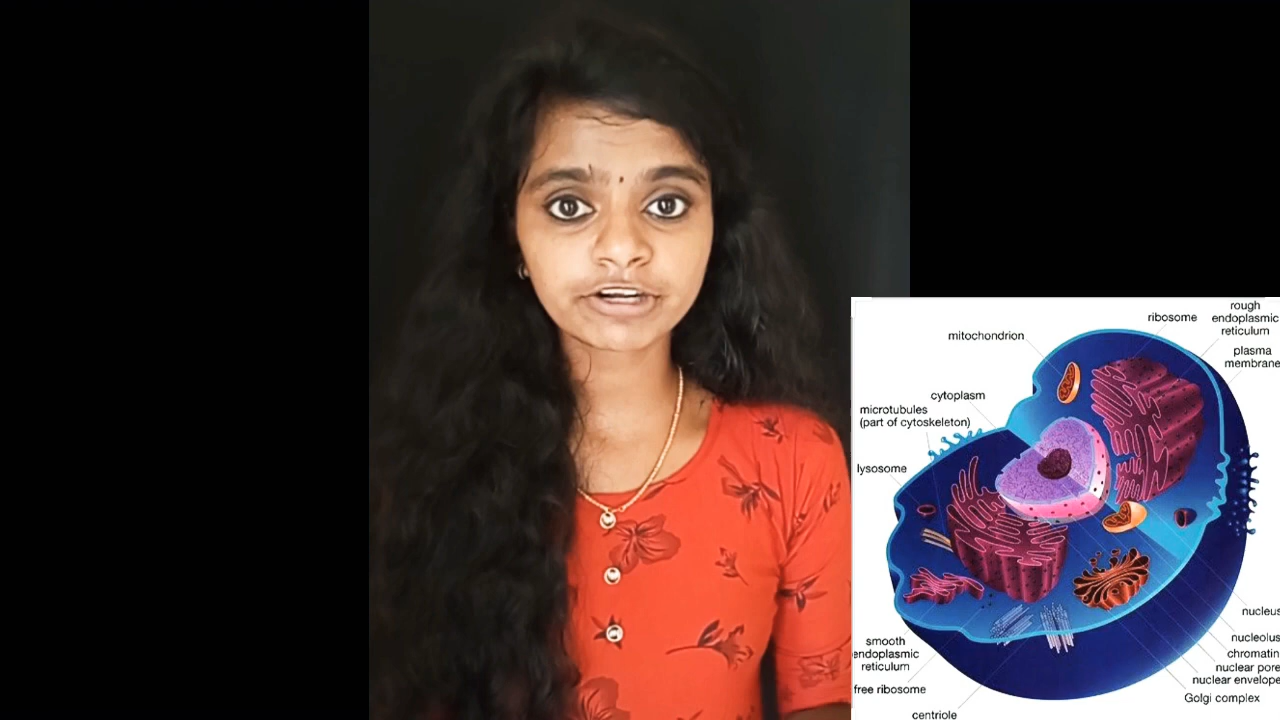 ribosome
rough
endoplasmic
reticulum
mitochondrion
plasma
membrane
cytoplasm
microtubules
(part of cytoskeleton)
lysosome
nucleus
nucleolus
chromatin
nuclear pore
nuclear envelope
Golgi complex
smooth
endoplasmic
reticulum
free ribosome
centriole